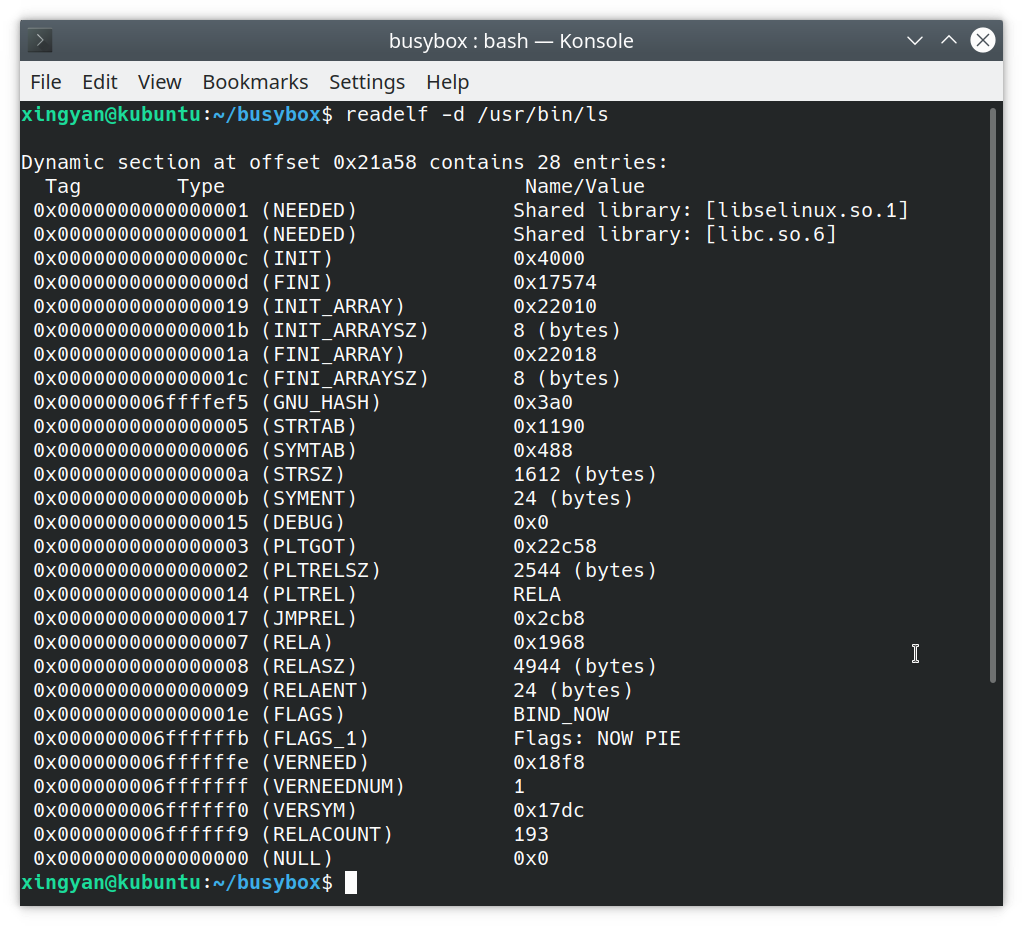 busybox : bash — Konsole
File Edit View Bookmarks Settings Help
xingyan@kubuntu:~/busybox$ readelf -d /usr/bin/ls
Dynamic section at offset 0x21a58 contains 28 entries:
  Tag        Type                         Name/Value
 0x0000000000000001 (NEEDED)             Shared library: [libselinux.so.1]
 0x0000000000000001 (NEEDED)             Shared library: [libc.so.6]
 0x000000000000000c (INIT)               0x4000
 0x000000000000000d (FINI)               0x17574
 0x0000000000000019 (INIT_ARRAY)         0x22010
 0x000000000000001b (INIT_ARRAYSZ)       8 (bytes)
 0x000000000000001a (FINI_ARRAY)         0x22018
 0x000000000000001c (FINI_ARRAYSZ)       8 (bytes)
 0x000000006ffffef5 (GNU_HASH)           0x3a0
 0x0000000000000005 (STRTAB)             0x1190
 0x0000000000000006 (SYMTAB)             0x488
 0x000000000000000a (STRSZ)              1612 (bytes)
 0x000000000000000b (SYMENT)             24 (bytes)
 0x0000000000000015 (DEBUG)              0x0
 0x0000000000000003 (PLTGOT)             0x22c58
 0x0000000000000002 (PLTRELSZ)           2544 (bytes)
 0x0000000000000014 (PLTREL)             RELA
 0x0000000000000017 (JMPREL)             0x2cb8
 0x0000000000000007 (RELA)               0x1968
 0x0000000000000008 (RELASZ)             4944 (bytes)
 0x0000000000000009 (RELAENT)            24 (bytes)
 0x000000000000001e (FLAGS)              BIND_NOW
 0x000000006ffffffb (FLAGS_1)            Flags: NOW PIE
 0x000000006ffffffe (VERNEED)            0x18f8
 0x000000006fffffff (VERNEEDNUM)         1
 0x000000006ffffff0 (VERSYM)             0x17dc
 0x000000006ffffff9 (RELACOUNT)          193
 0x0000000000000000 (NULL)               0x0
xingyan@kubuntu:~/busybox$